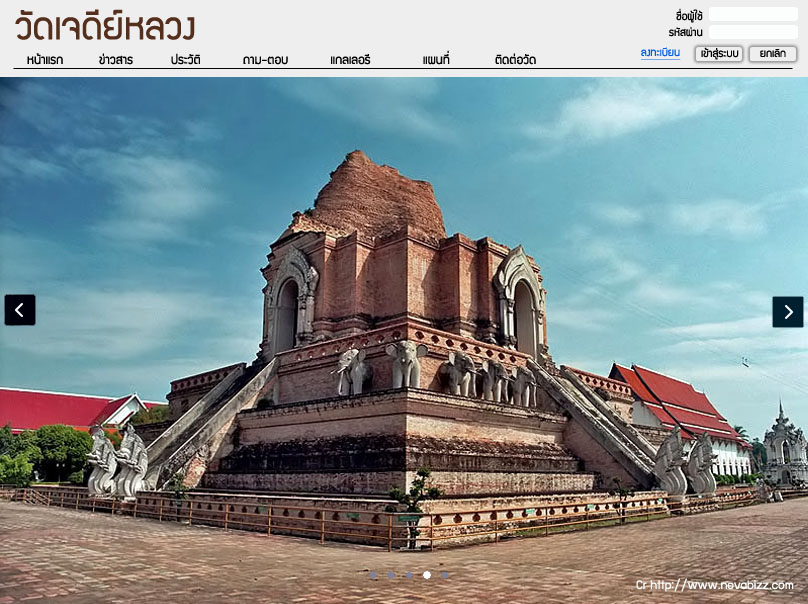 วัดเจดีย์หลวง
ชื่อผู้ใช้
รหัสผ่าน
ลงทะเบียน เข้าสู่ระบบ ยกเลิก
หน้าแรก ข่าวสาร ประวัติ ถาม-ตอบ แกลเลอรี แผนที่ ติดต่อวัด
Cr-http://www.nevobizz.com